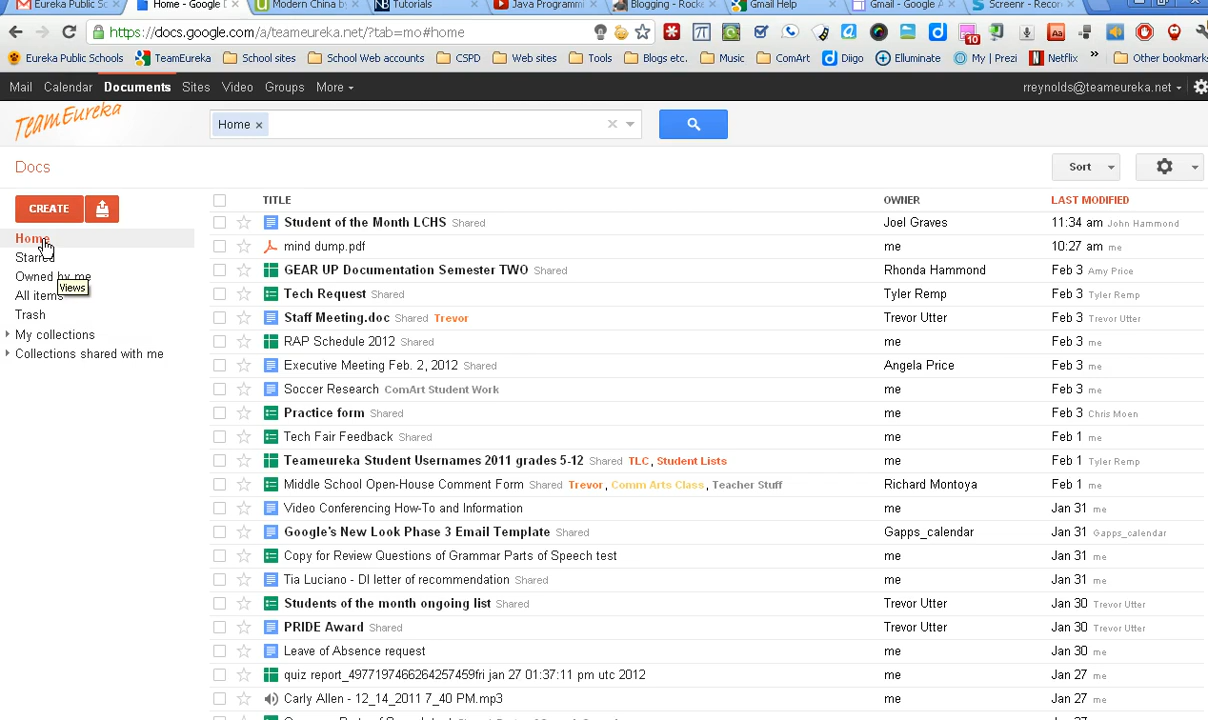 Eureka Public Sc
Home - Google D
Modern China by
Tutorials
Java Programmi
Blogging - Rocks
Gmail Help
Gmail - Google A
Screenr - Recor
https://docs.google.com/a/teameureka.net/?tab=mo#home
10
Eureka Public Schools
TeamEureka
School sites
School Web accounts
CSPD
Web sites
Tools
Blogs etc.
Music
ComArt
Diigo
Elluminate
My | Prezi
Netflix
Other bookmarks
Mail
Calendar
Documents
Sites
Video
Groups
More
rreynolds@teameureka.net
TeamEureka
Home
Docs
Sort
CREATE
TITLE
OWNER
LAST MODIFIED
Home
Starred
Owned by me
Views
All items
Trash
My collections
Collections shared with me
Student of the Month LCHS Shared Joel Graves 11:34 am John Hammond
mind dump.pdf me 10:27 am me
GEAR UP Documentation Semester TWO Shared Rhonda Hammond Feb 3 Amy Price
Tech Request Shared Tyler Remp Feb 3 Tyler Remp
Staff Meeting.doc Shared Trevor Trevor Utter Feb 3 Trevor Utter
RAP Schedule 2012 Shared me Feb 3 me
Executive Meeting Feb. 2, 2012 Shared Angela Price Feb 3 me
Soccer Research ComArt Student Work me Feb 3 me
Practice form Shared me Feb 3 Chris Moen
Tech Fair Feedback Shared me Feb 1 me
Teameureka Student Usernames 2011 grades 5-12 Shared TLC, Student Lists me Feb 1 Tyler Remp
Middle School Open-House Comment Form Shared Trevor, Comm Arts Class, Teacher Stuff Richard Montoya Feb 1 me
Video Conferencing How-To and Information me Jan 31 me
Google's New Look Phase 3 Email Template Shared Gapps_calendar Jan 31 Gapps_calendar
Copy for Review Questions of Grammar Parts of Speech test me Jan 31 me
Tia Luciano - DI letter of recommendation Shared me Jan 31 me
Students of the month ongoing list Shared Trevor Utter Jan 30 Trevor Utter
PRIDE Award Shared Trevor Utter Jan 30 Trevor Utter
Leave of Absence request me Jan 30 me
quiz report_4977197466264257459fri jan 27 01:37:11 pm utc 2012 me Jan 27 me
Carly Allen - 12_14_2011 7_40 PM.mp3 me Jan 27 me